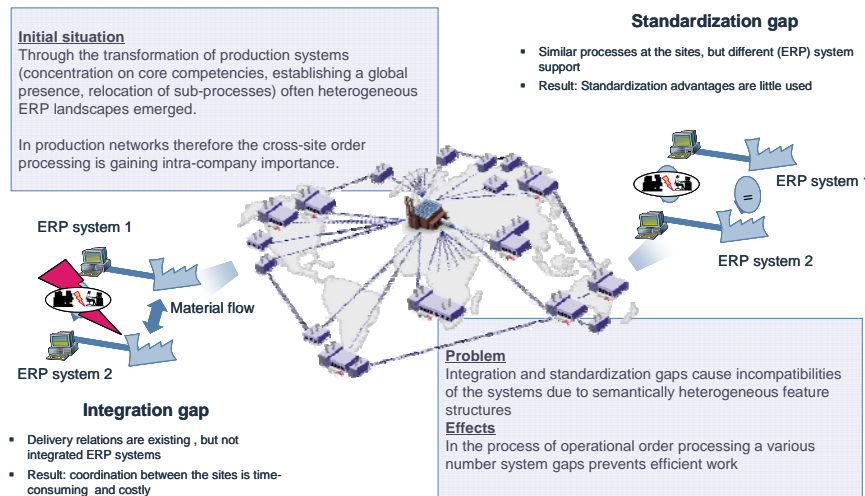 Initial situation
Through the transformation of production systems
(concentration on core competencies, establishing a global
presence, relocation of sub-processes) often heterogeneous
ERP landscapes emerged.
In production networks therefore the cross-site order
processing is gaining intra-company importance.
Standardization gap
▪ Similar processes at the sites, but different (ERP) system
support
▪ Result: Standardization advantages are little used
ERP system 1
=
ERP system 2
ERP system 1
Material flow
ERP system 2
Integration gap
▪ Delivery relations are existing , but not
integrated ERP systems
▪ Result: coordination between the sites is time-
consuming and costly
Problem
Integration and standardization gaps cause incompatibilities
of the systems due to semantically heterogeneous feature
structures
Effects
In the process of operational order processing a various
number system gaps prevents efficient work